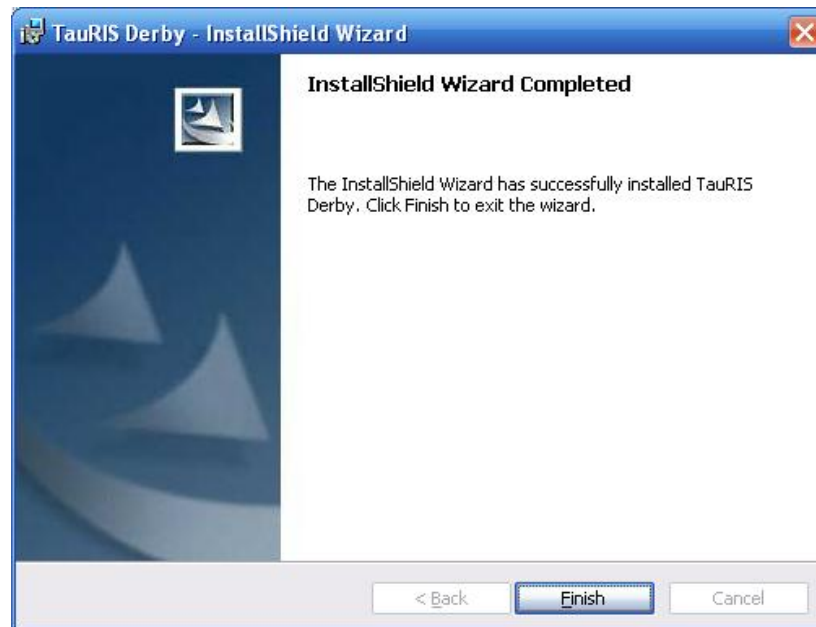 TauRIS Derby - InstallShield Wizard
InstallShield Wizard Completed
The InstallShield Wizard has successfully installed TauRIS
Derby. Click Finish to exit the wizard.
< Back
Finish
Cancel